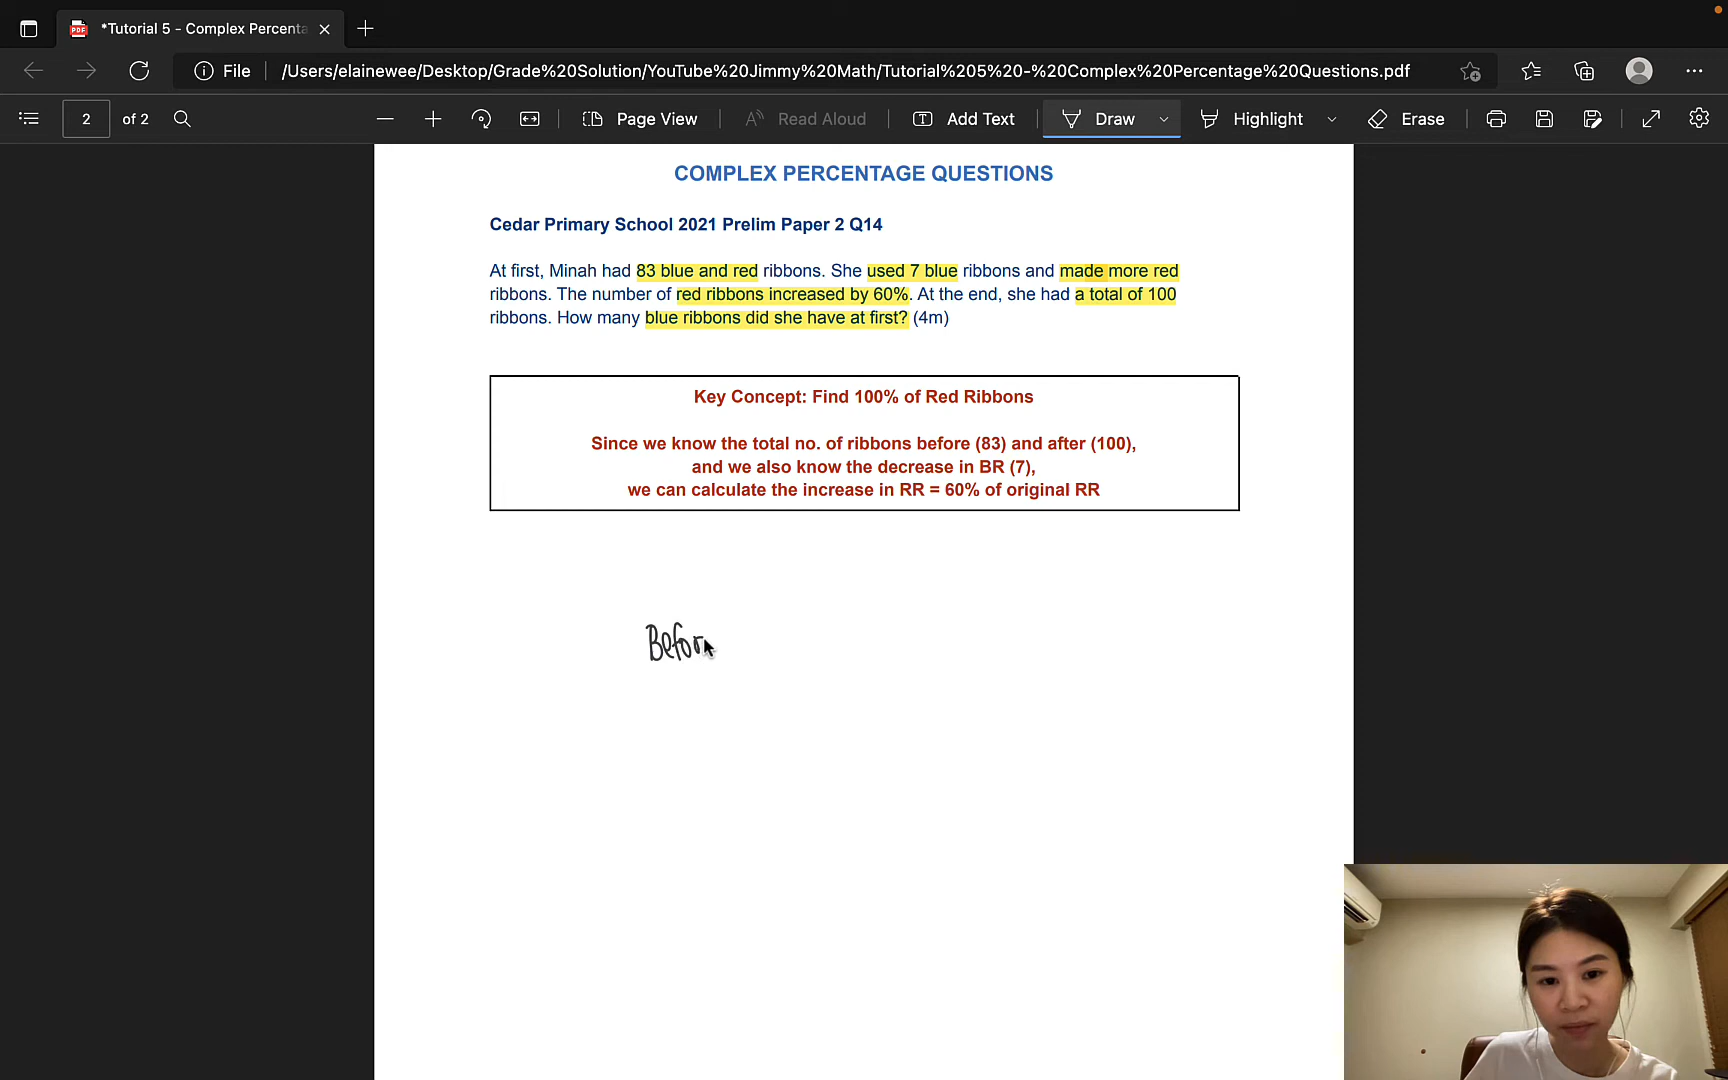 *Tutorial 5 - Complex Percenta
File
/Users/elainewee/Desktop/Grade%20Solution/YouTube%20Jimmy%20Math/Tutorial%205%20-%20Complex%20Percentage%20Questions.pdf
2 of 2
Page View
Read Aloud
Add Text
Draw
Highlight
Erase
COMPLEX PERCENTAGE QUESTIONS
Cedar Primary School 2021 Prelim Paper 2 Q14
At first, Minah had 83 blue and red ribbons. She used 7 blue ribbons and made more red
ribbons. The number of red ribbons increased by 60%. At the end, she had a total of 100
ribbons. How many blue ribbons did she have at first? (4m)
Key Concept: Find 100% of Red Ribbons
Since we know the total no. of ribbons before (83) and after (100),
and we also know the decrease in BR (7),
we can calculate the increase in RR = 60% of original RR
Befor